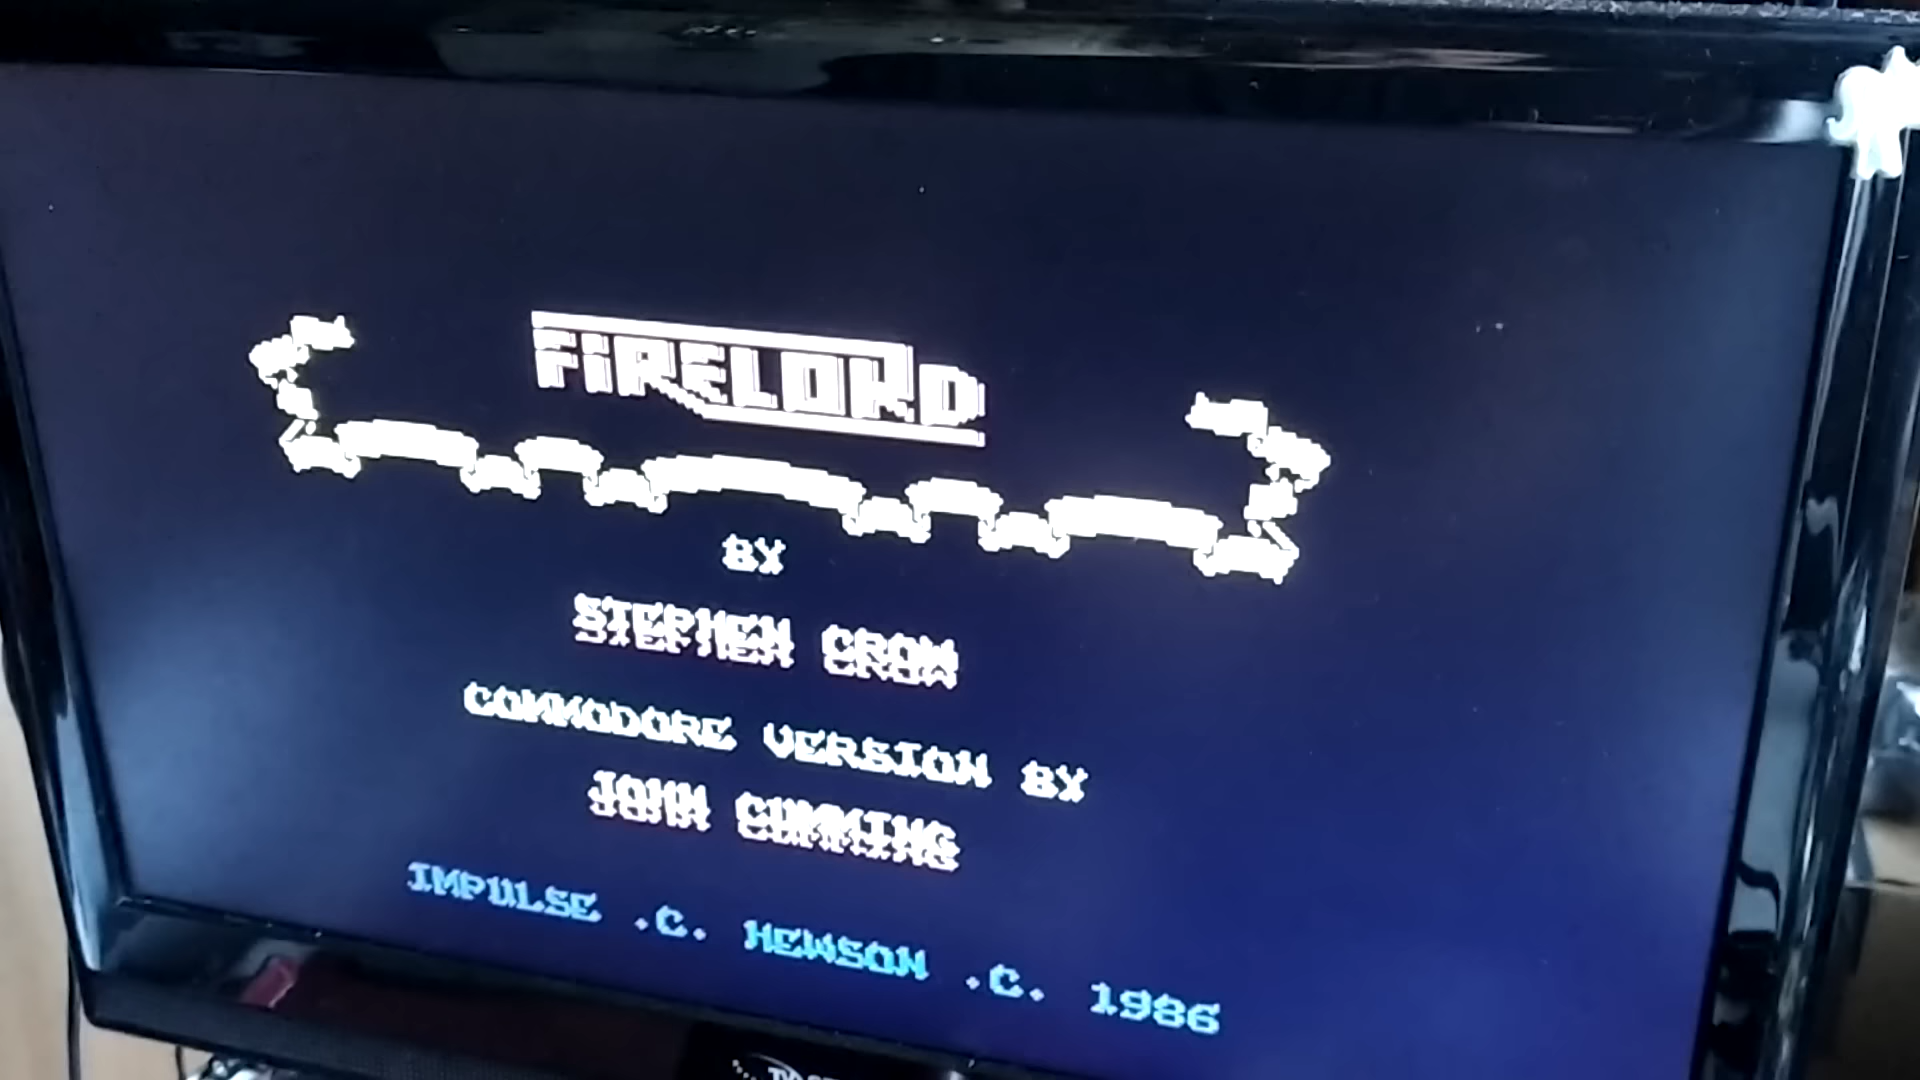 FIRELORD
BY
STEPHEN CROW
COMMODORE VERSION BY
JOHN CUMMING
IMPULSE .C. HEWSON .C. 1986